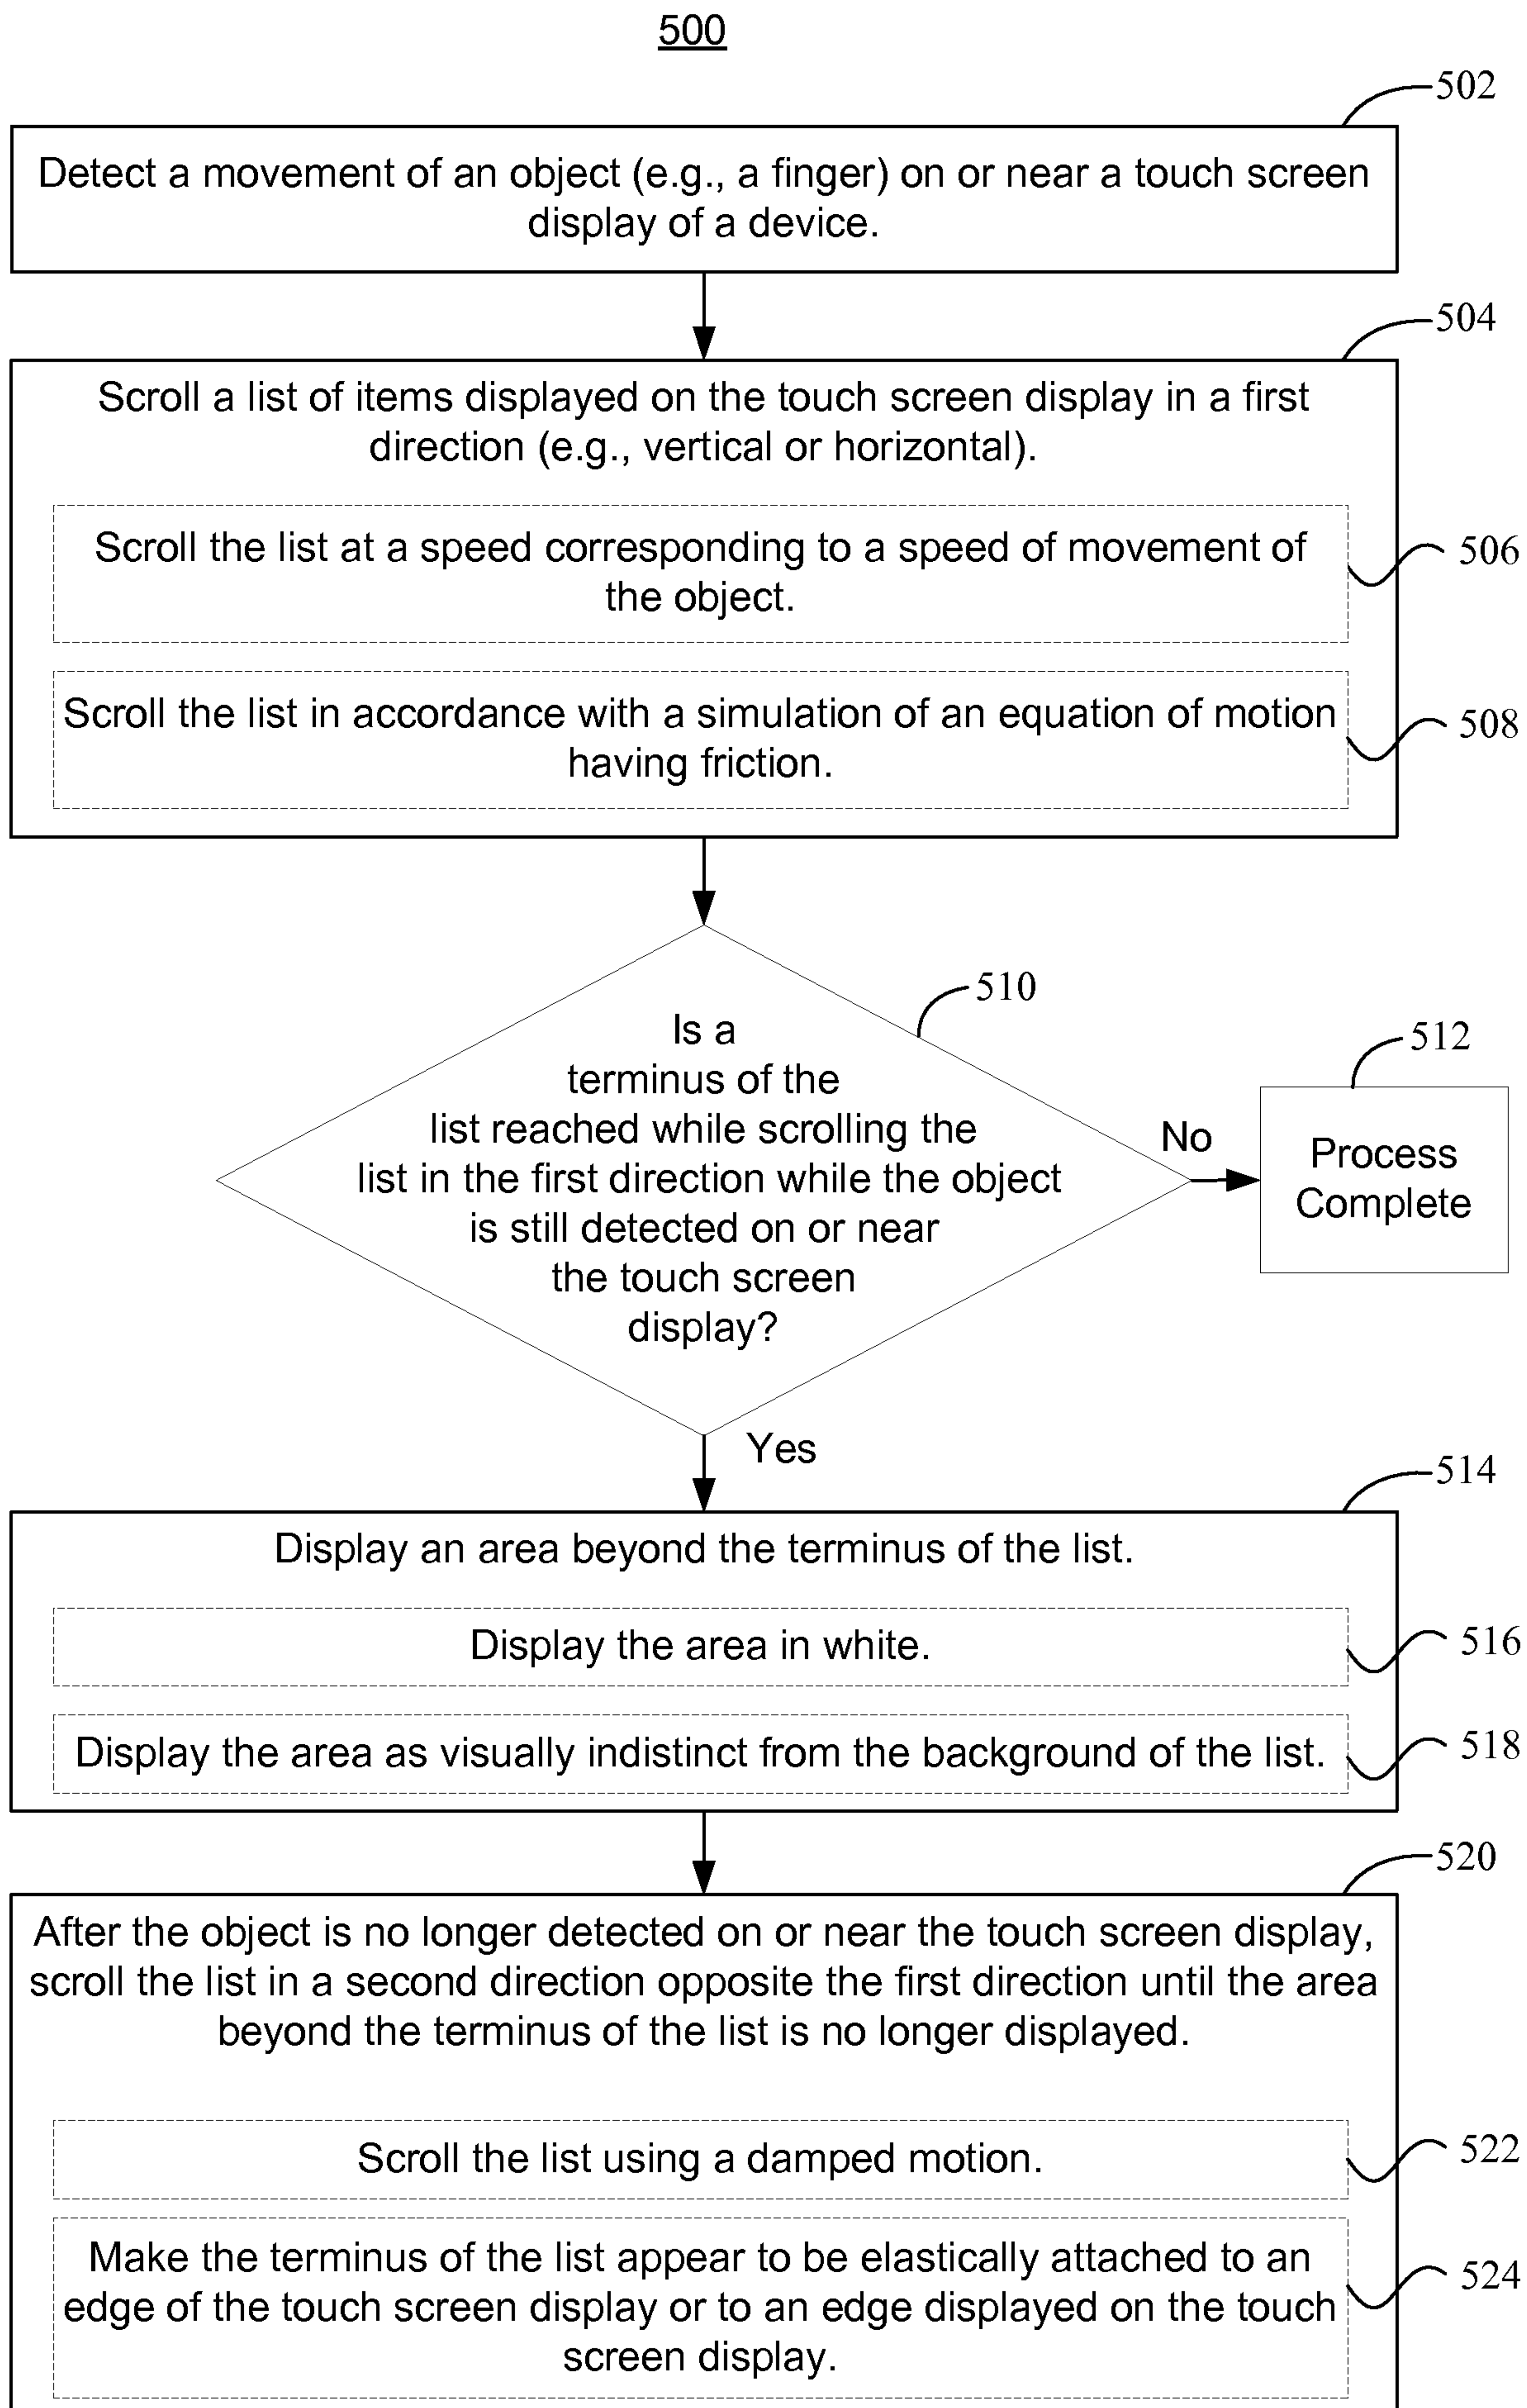 500
502
Detect a movement of an object (e.g., a finger) on or near a touch screen
display of a device.
504
Scroll a list of items displayed on the touch screen display in a first
direction (e.g., vertical or horizontal).
Scroll the list at a speed corresponding to a speed of movement of
the object.
506
Scroll the list in accordance with a simulation of an equation of motion
having friction.
508
510
Is a
terminus of the
list reached while scrolling the
list in the first direction while the object
is still detected on or near
the touch screen
display?
No
512
Process
Complete
Yes
514
Display an area beyond the terminus of the list.
Display the area in white.
516
Display the area as visually indistinct from the background of the list.
518
520
After the object is no longer detected on or near the touch screen display,
scroll the list in a second direction opposite the first direction until the area
beyond the terminus of the list is no longer displayed.
Scroll the list using a damped motion.
522
Make the terminus of the list appear to be elastically attached to an
edge of the touch screen display or to an edge displayed on the touch
screen display.
524